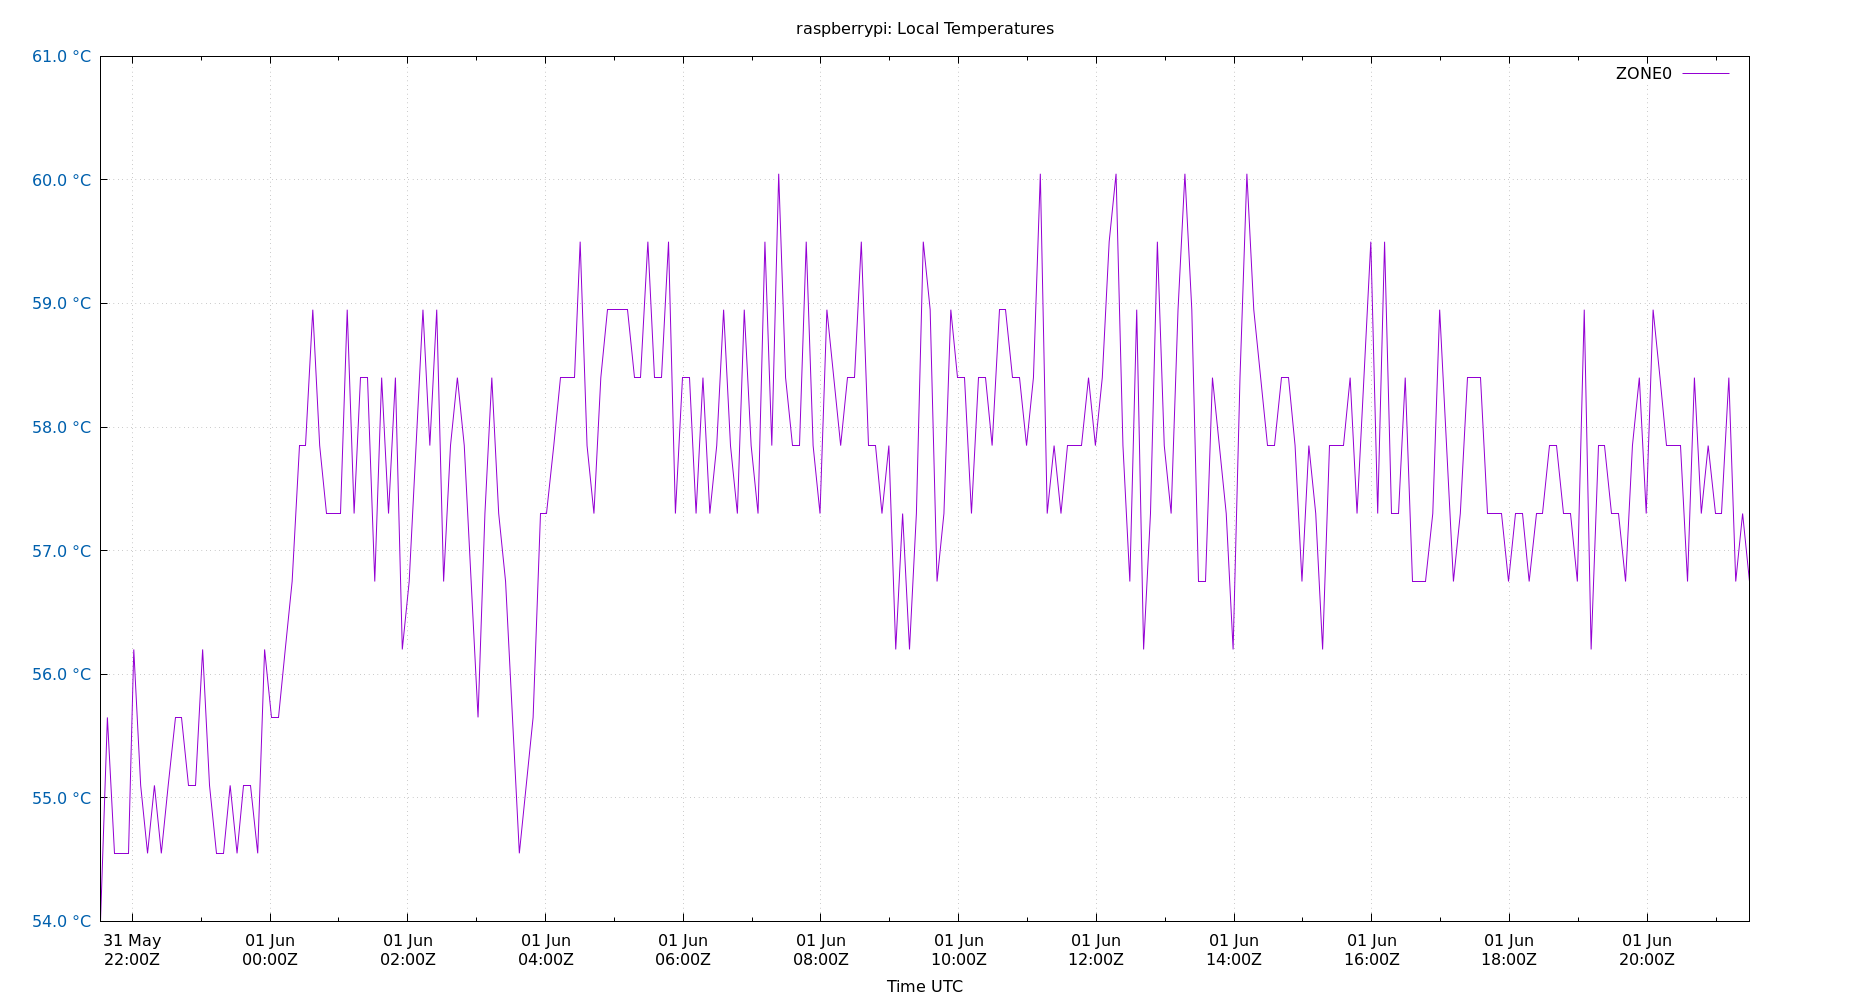 raspberrypi: Local Temperatures
61.0 °C
ZONE0
60.0 °C
59.0 °C
58.0 °C
57.0 °C
56.0 °C
55.0 °C
54.0 °C
31 May 01 Jun 01 Jun 01 Jun 01 Jun 01 Jun 01 Jun 01 Jun 01 Jun 01 Jun 01 Jun 01 Jun
22:00Z 00:00Z 02:00Z 04:00Z 06:00Z 08:00Z 10:00Z 12:00Z 14:00Z 16:00Z 18:00Z 20:00Z
Time UTC